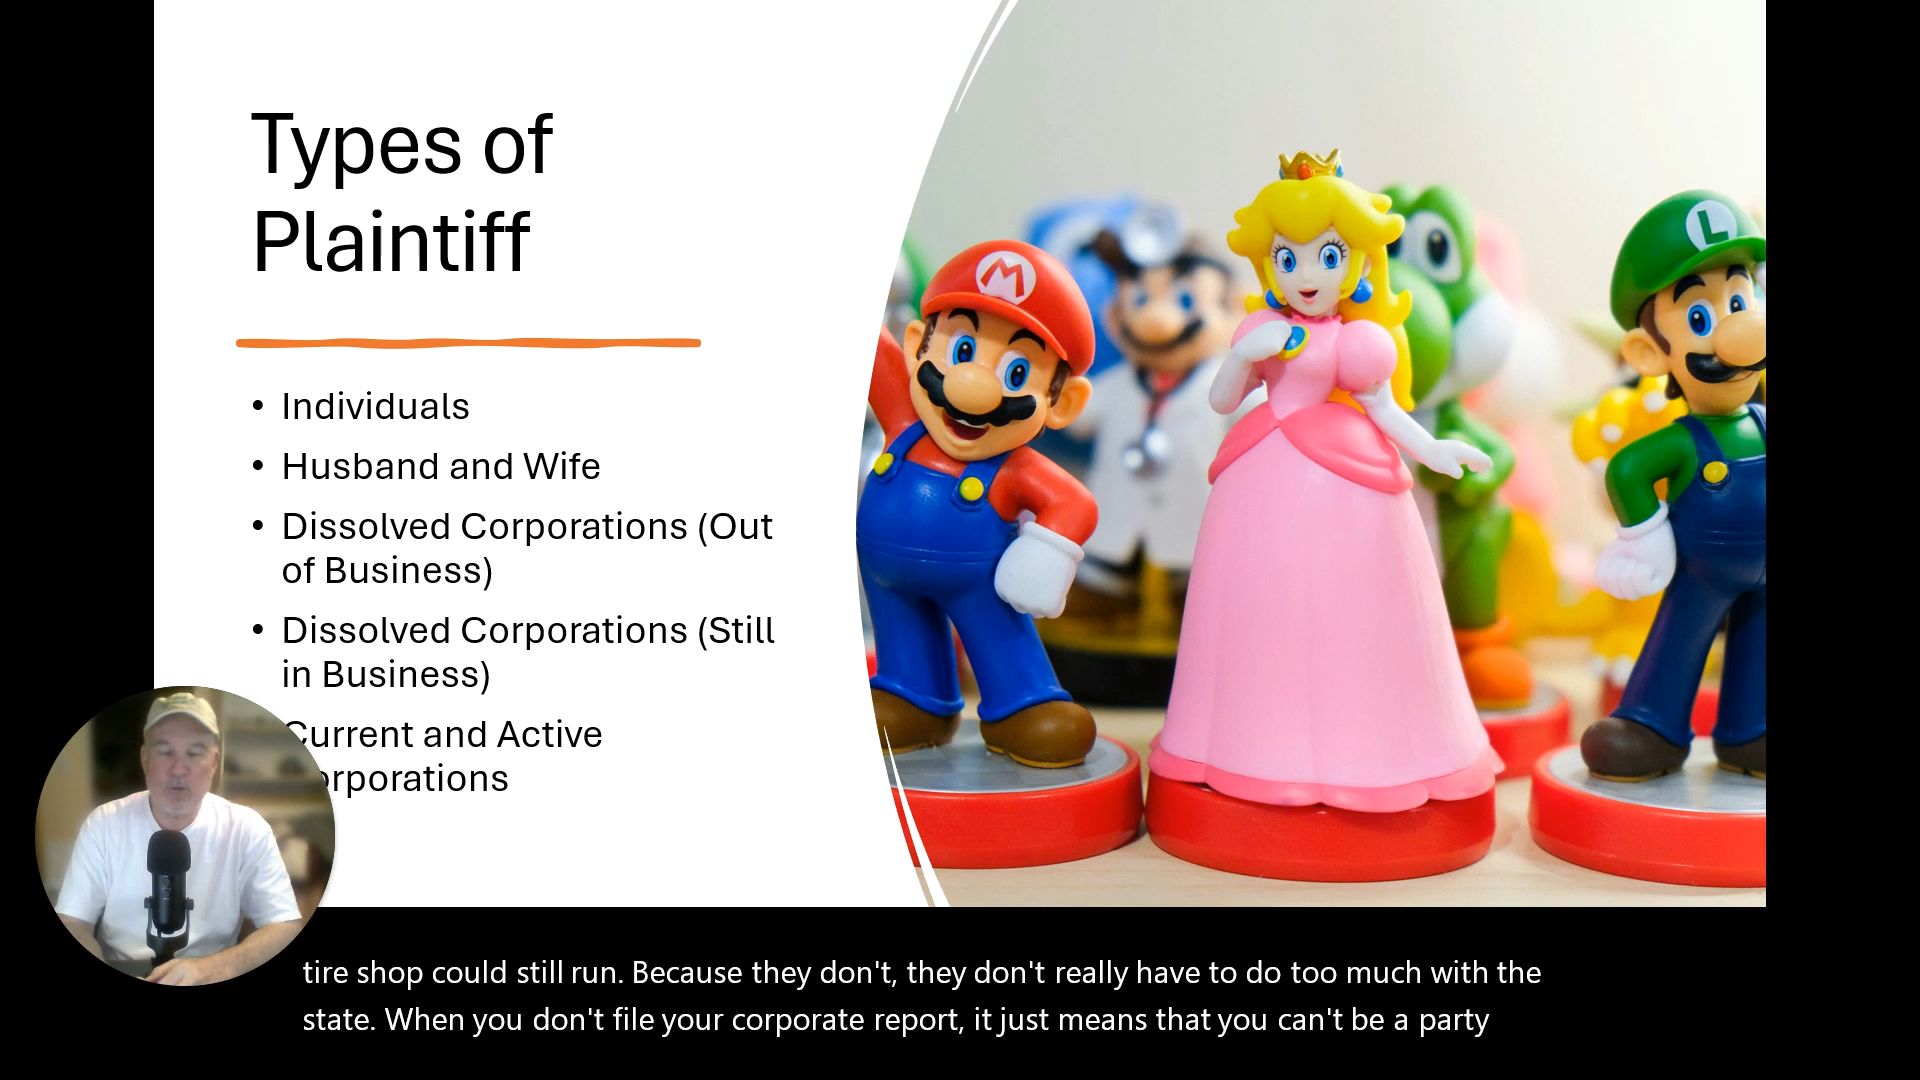 Types of
Plaintiff
• Individuals
• Husband and Wife
• Dissolved Corporations (Out
of Business)
• Dissolved Corporations (Still
in Business)
Current and Active
orporations
M
L
tire shop could still run. Because they don't, they don't really have to do too much with the
state. When you don't file your corporate report, it just means that you can't be a party